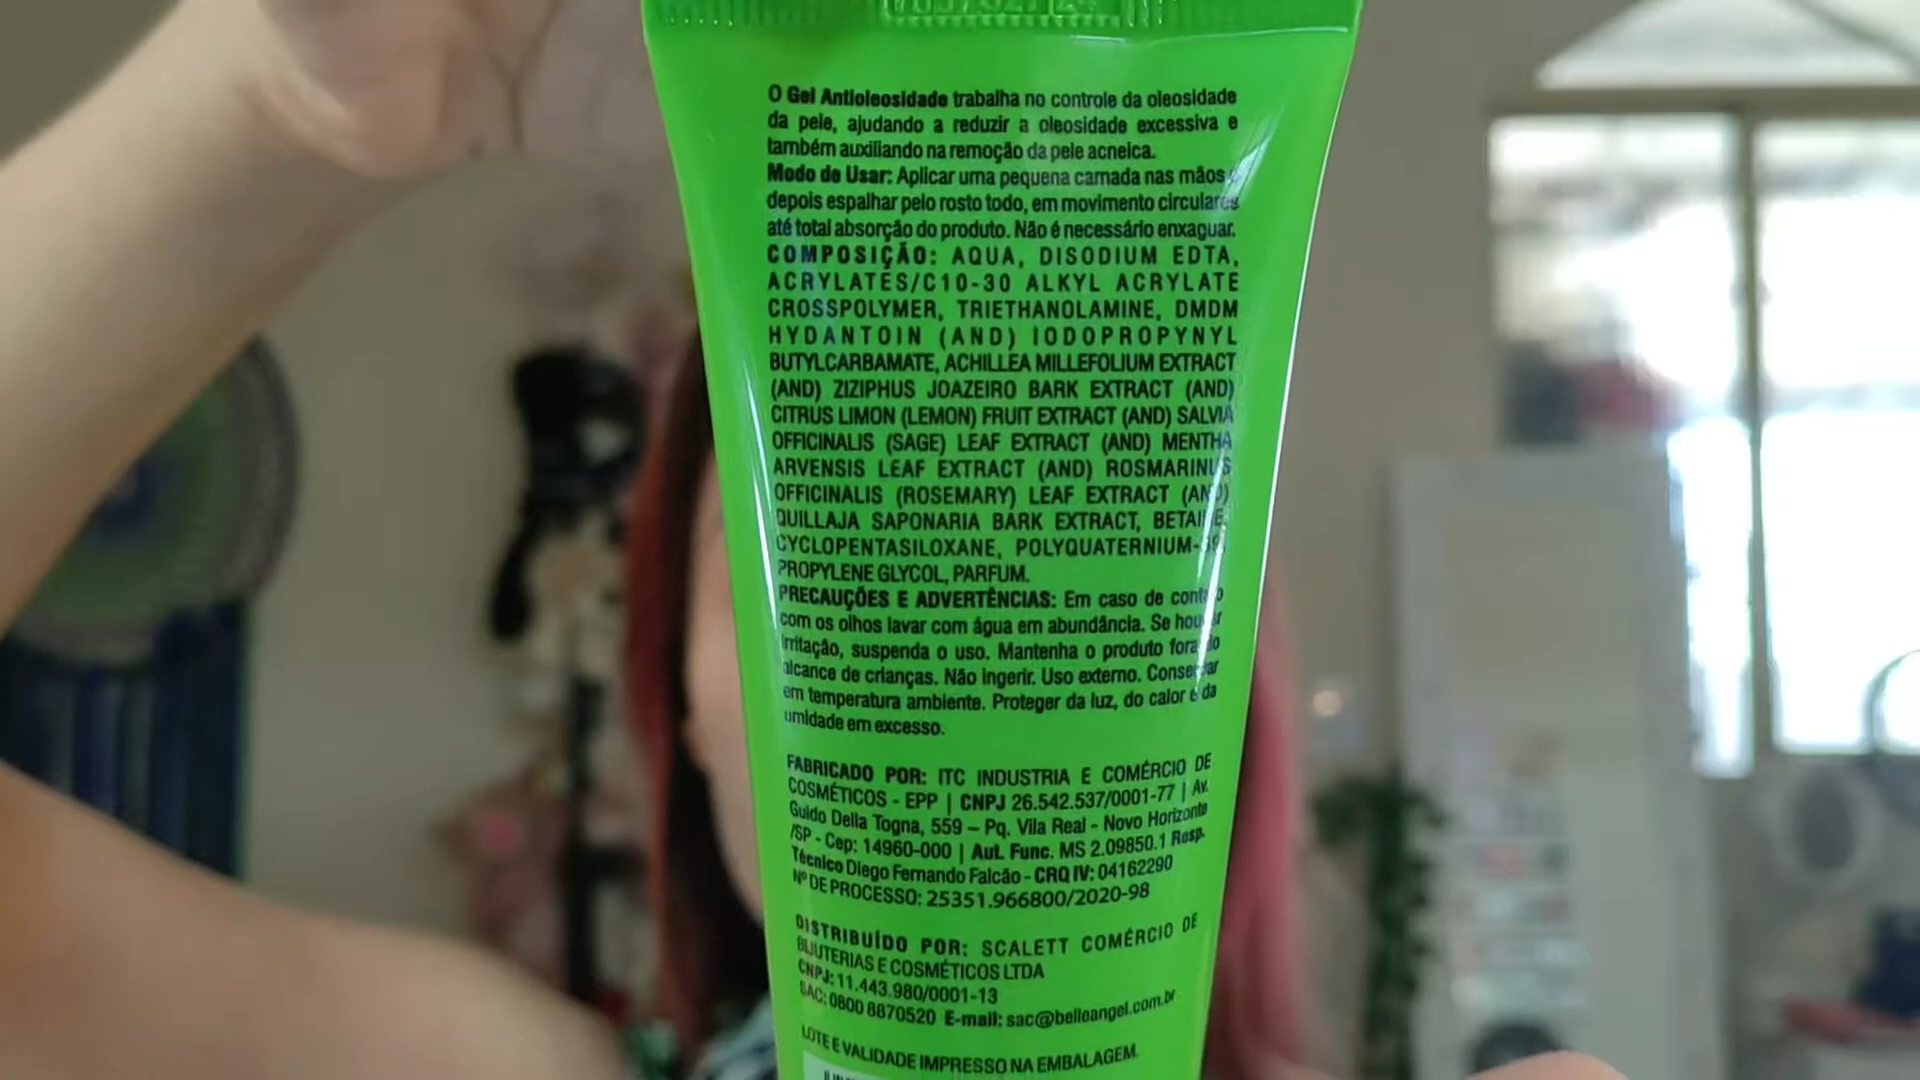 O Gel Antioleosidade trabalha no controle da oleosidade
da pele, ajudando a reduzir a oleosidade excessiva e
também auxiliando na remoção da pele acneica.
Modo de Usar: Aplicar uma pequena camada nas mãos
depois espalhar pelo rosto todo, em movimento circulares
até total absorção do produto. Não é necessário enxaguar.
COMPOSIÇÃO: AQUA, DISODIUM EDTA,
ACRYLATES/C10-30 ALKYL ACRYLATE
CROSSPOLYMER, TRIETHANOLAMINE, DMDM
HYDANTOIN (AND) IODOPROPYNYL
BUTYLCARBAMATE, ACHILLEA MILLEFOLIUM EXTRACT
(AND) ZIZIPHUS JOAZEIRO BARK EXTRACT (AND)
CITRUS LIMON (LEMON) FRUIT EXTRACT (AND) SALVIA
OFFICINALIS (SAGE) LEAF EXTRACT (AND) MENTHA
ARVENSIS LEAF EXTRACT (AND) ROSMARINUS
OFFICINALIS (ROSEMARY) LEAF EXTRACT (AND)
QUILLAJA SAPONARIA BARK EXTRACT, BETAINE,
CYCLOPENTASILOXANE,
PROPYLENE GLYCOL, PARFUM.
PRECAUÇÕES E ADVERTÊNCIAS: Em caso de contato
com os olhos lavar com água em abundância. Se houver
irritação, suspenda o uso. Mantenha o produto fora do
alcance de crianças. Não ingerir. Uso externo. Conservar
em temperatura ambiente. Proteger da luz, do calor e da
umidade em excesso.
FABRICADO POR: ITC INDUSTRIA E COMÉRCIO DE
COSMÉTICOS - EPP | CNPJ 26.542.537/0001-77 | Av.
Guido Della Togna, 559 – Pq. Vila Real - Novo Horizonte
/SP - Cep: 14960-000 | Aut. Func. MS 2.09850.1 Resp.
Técnico Diego Fernando Falcão - CRQ IV: 04162290
Nº DE PROCESSO: 25351.966800/2020-98
DISTRIBUÍDO POR: SCALETT COMÉRCIO DE
BIJUTERIAS E COSMÉTICOS LTDA
CNPJ: 11.443.980/0001-13
SAC: 0800 8870520 E-mail: sac@belleangel.com.br
LOTE E VALIDADE IMPRESSO NA EMBALAGEM.